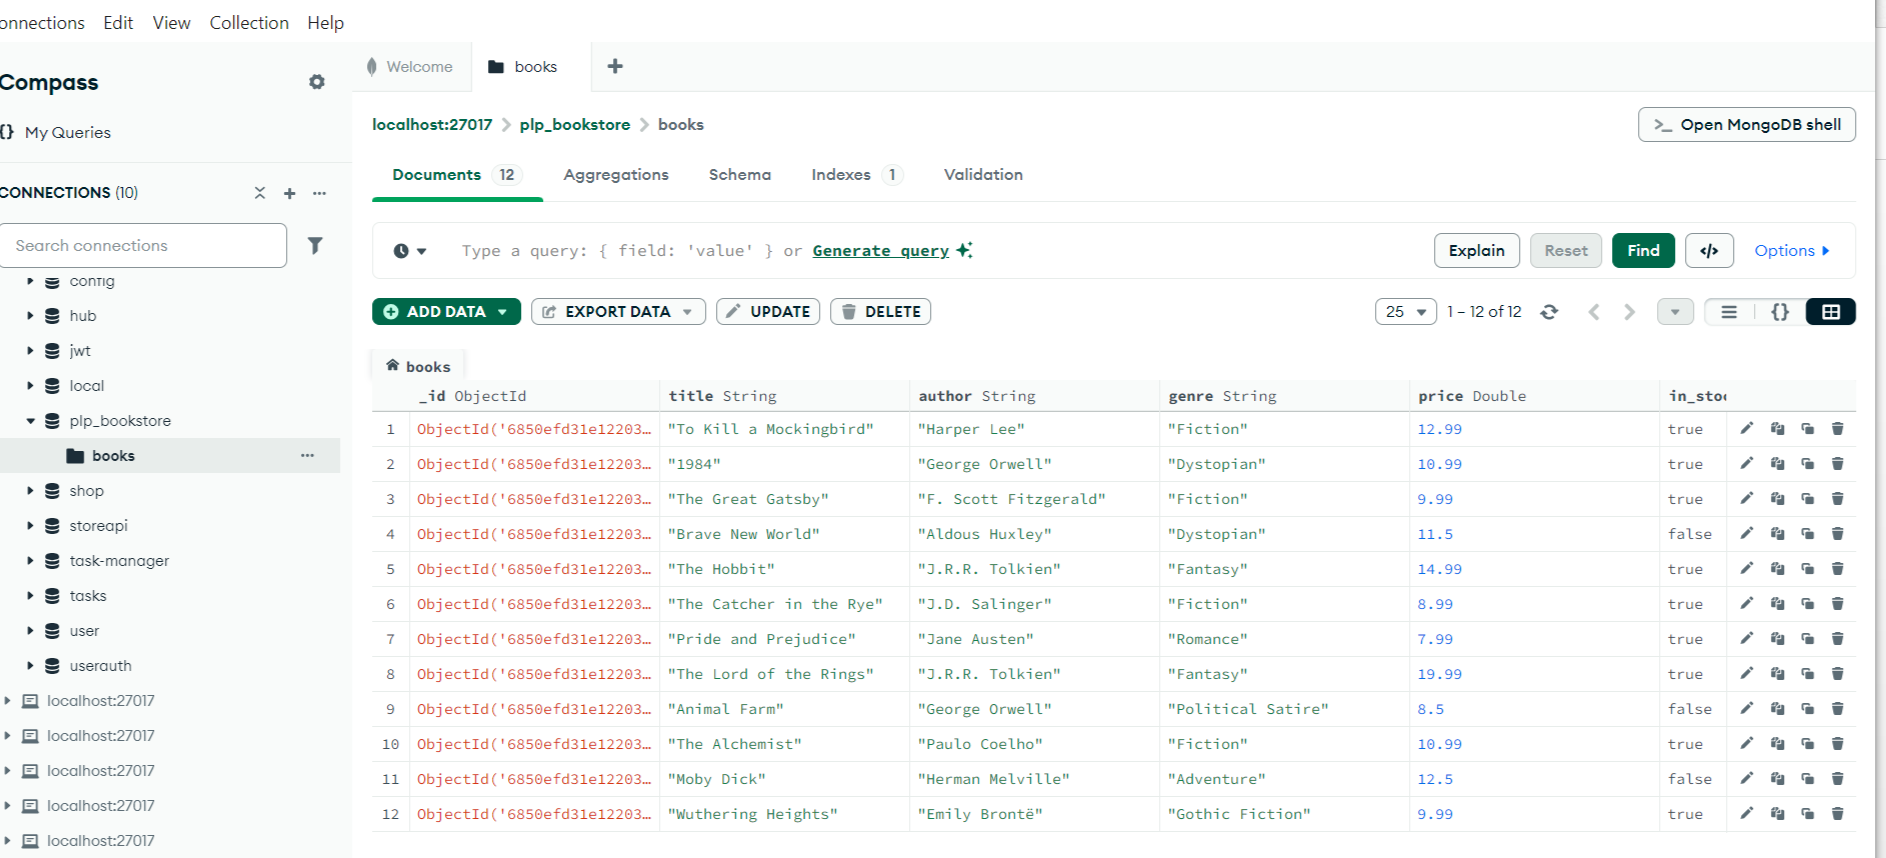 onnections Edit View Collection Help
Compass
{} My Queries
CONNECTIONS (10)
Search connections
config
hub
jwt
local
plp_bookstore
books
shop
storeapi
task-manager
tasks
user
userauth
localhost:27017
localhost:27017
localhost:27017
localhost:27017
localhost:27017
Welcome books
localhost:27017 > plp_bookstore > books
>_ Open MongoDB shell
Documents 12 Aggregations Schema Indexes 1 Validation
Type a query: { field: 'value' } or Generate query
Explain Reset Find </> Options
ADD DATA EXPORT DATA UPDATE DELETE
25 1 – 12 of 12 {}
books
_id ObjectId title String author String genre String price Double in_stoc
1 ObjectId('6850efd31e12203… "To Kill a Mockingbird" "Harper Lee" "Fiction" 12.99 true
2 ObjectId('6850efd31e12203… "1984" "George Orwell" "Dystopian" 10.99 true
3 ObjectId('6850efd31e12203… "The Great Gatsby" "F. Scott Fitzgerald" "Fiction" 9.99 true
4 ObjectId('6850efd31e12203… "Brave New World" "Aldous Huxley" "Dystopian" 11.5 false
5 ObjectId('6850efd31e12203… "The Hobbit" "J.R.R. Tolkien" "Fantasy" 14.99 true
6 ObjectId('6850efd31e12203… "The Catcher in the Rye" "J.D. Salinger" "Fiction" 8.99 true
7 ObjectId('6850efd31e12203… "Pride and Prejudice" "Jane Austen" "Romance" 7.99 true
8 ObjectId('6850efd31e12203… "The Lord of the Rings" "J.R.R. Tolkien" "Fantasy" 19.99 true
9 ObjectId('6850efd31e12203… "Animal Farm" "George Orwell" "Political Satire" 8.5 false
10 ObjectId('6850efd31e12203… "The Alchemist" "Paulo Coelho" "Fiction" 10.99 true
11 ObjectId('6850efd31e12203… "Moby Dick" "Herman Melville" "Adventure" 12.5 false
12 ObjectId('6850efd31e12203… "Wuthering Heights" "Emily Brontë" "Gothic Fiction" 9.99 true